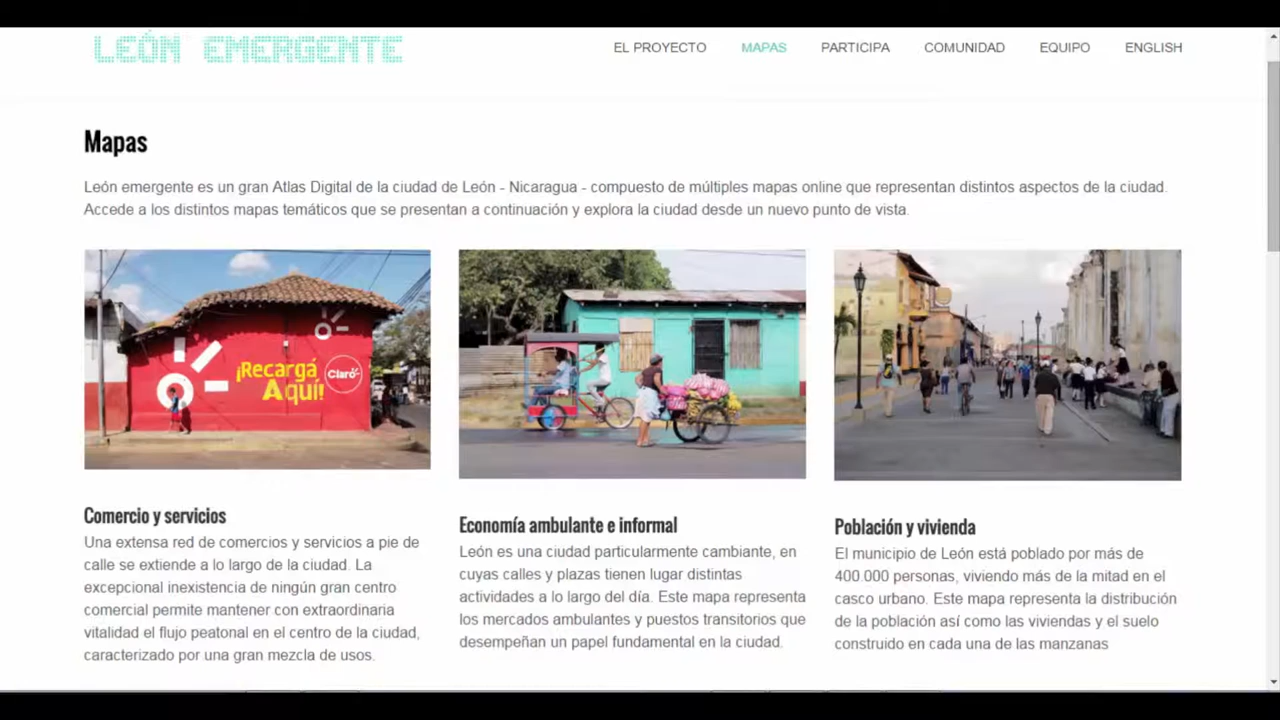 LEÓN EMERGENTE
EL PROYECTO
MAPAS
PARTICIPA
COMUNIDAD
EQUIPO
ENGLISH
Mapas
León emergente es un gran Atlas Digital de la ciudad de León - Nicaragua - compuesto de múltiples mapas online que representan distintos aspectos de la ciudad.
Accede a los distintos mapas temáticos que se presentan a continuación y explora la ciudad desde un nuevo punto de vista.
¡Recargá
Aquí!
Claro
Comercio y servicios
Una extensa red de comercios y servicios a pie de
calle se extiende a lo largo de la ciudad. La
excepcional inexistencia de ningún gran centro
comercial permite mantener con extraordinaria
vitalidad el flujo peatonal en el centro de la ciudad,
caracterizado por una gran mezcla de usos.
Economía ambulante e informal
León es una ciudad particularmente cambiante, en
cuyas calles y plazas tienen lugar distintas
actividades a lo largo del día. Este mapa representa
los mercados ambulantes y puestos transitorios que
desempeñan un papel fundamental en la ciudad.
Población y vivienda
El municipio de León está poblado por más de
400.000 personas, viviendo más de la mitad en el
casco urbano. Este mapa representa la distribución
de la población así como las viviendas y el suelo
construido en cada una de las manzanas